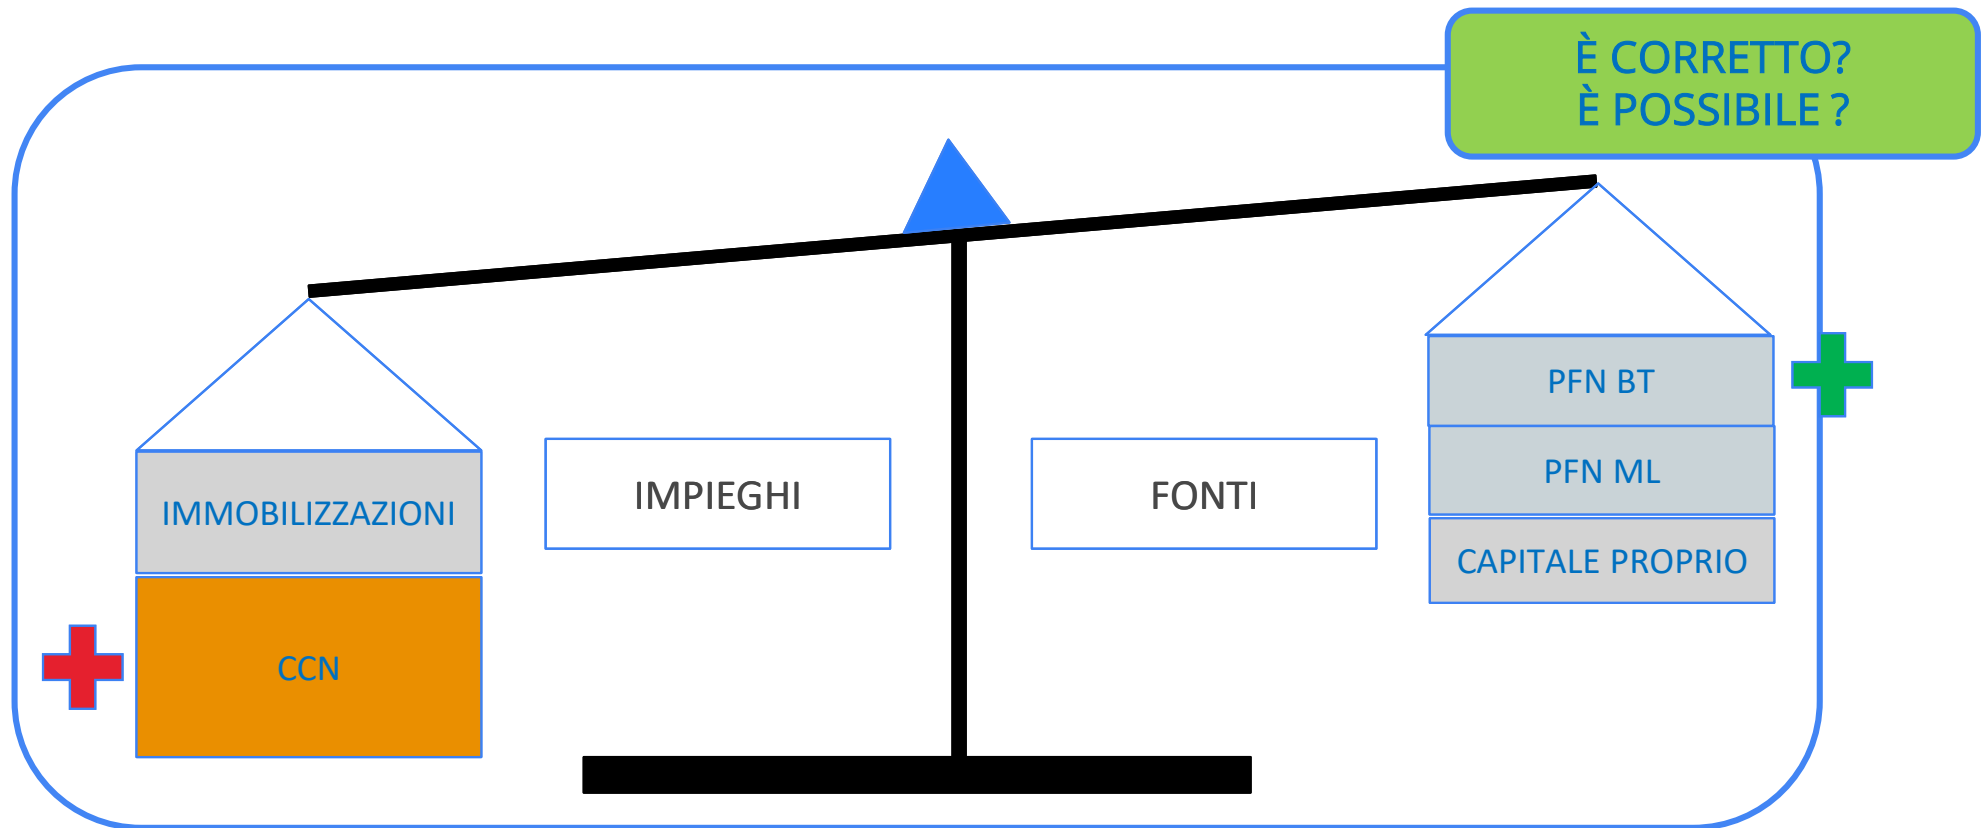 È CORRETTO?
È POSSIBILE ?
PFN BT
PFN ML
CAPITALE PROPRIO
IMPIEGHI
FONTI
IMMOBILIZZAZIONI
CCN